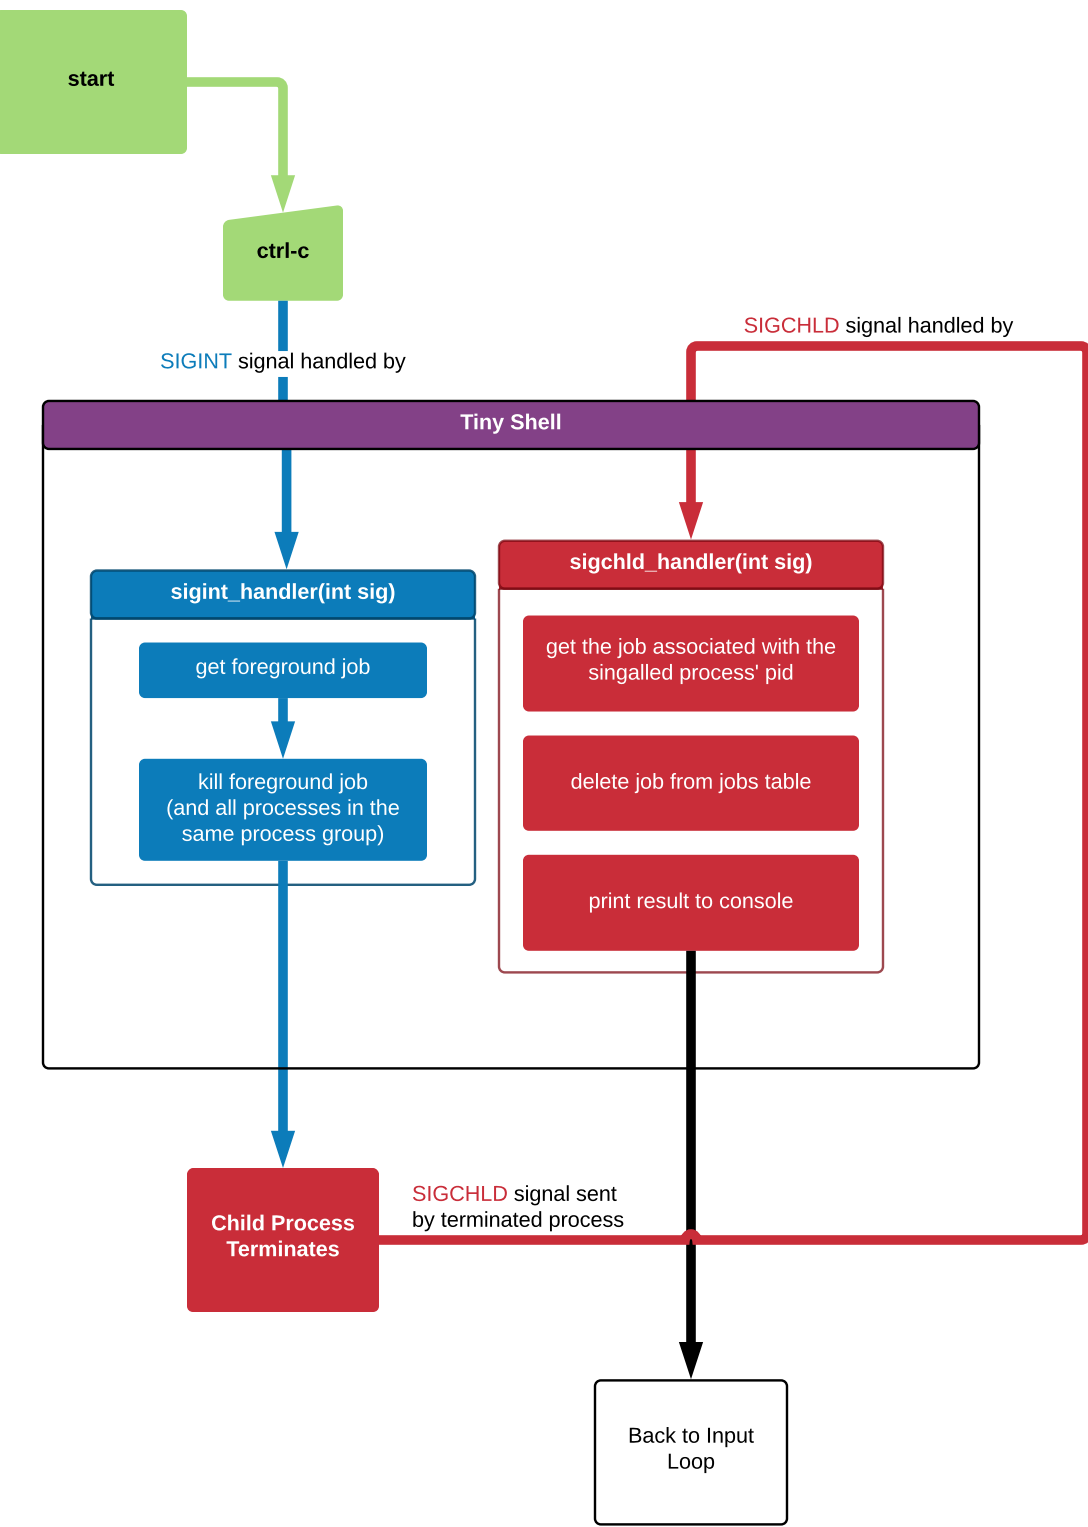 start
ctrl-c
SIGINT signal handled by
SIGCHLD signal handled by
Tiny Shell
sigint_handler(int sig)
get foreground job
kill foreground job
(and all processes in the
same process group)
sigchld_handler(int sig)
get the job associated with the
singalled process' pid
delete job from jobs table
print result to console
Child Process
Terminates
SIGCHLD signal sent
by terminated process
Back to Input
Loop